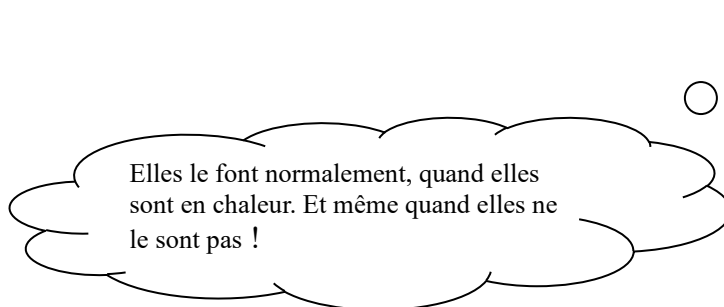 Elles le font normalement, quand elles
sont en chaleur. Et même quand elles ne
le sont pas !